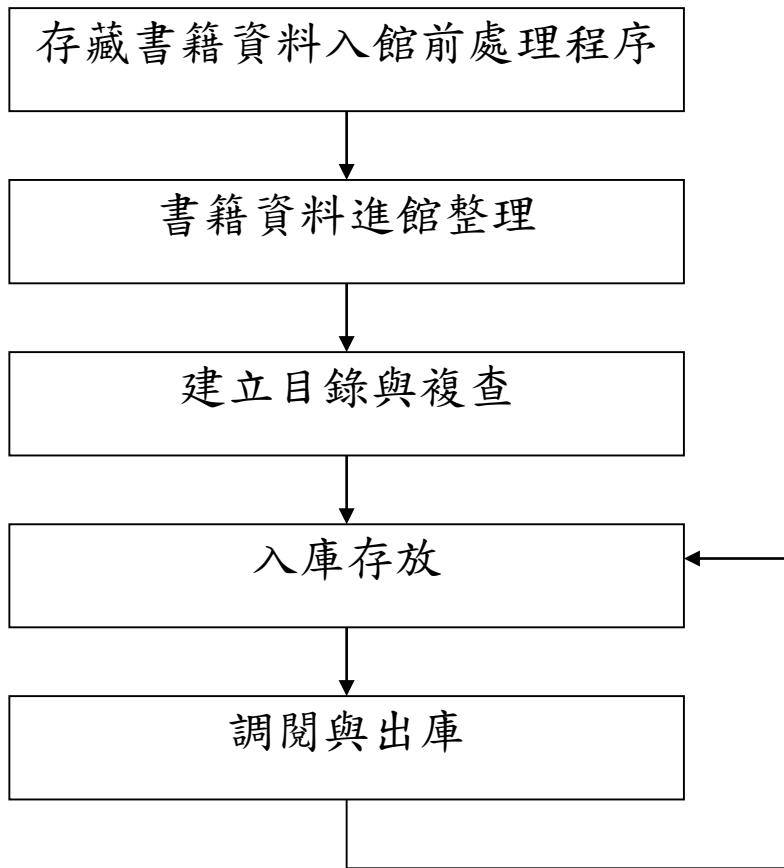 存藏書籍資料入館前處理程序
書籍資料進館整理
建立目錄與複查
入庫存放
調閱與出庫